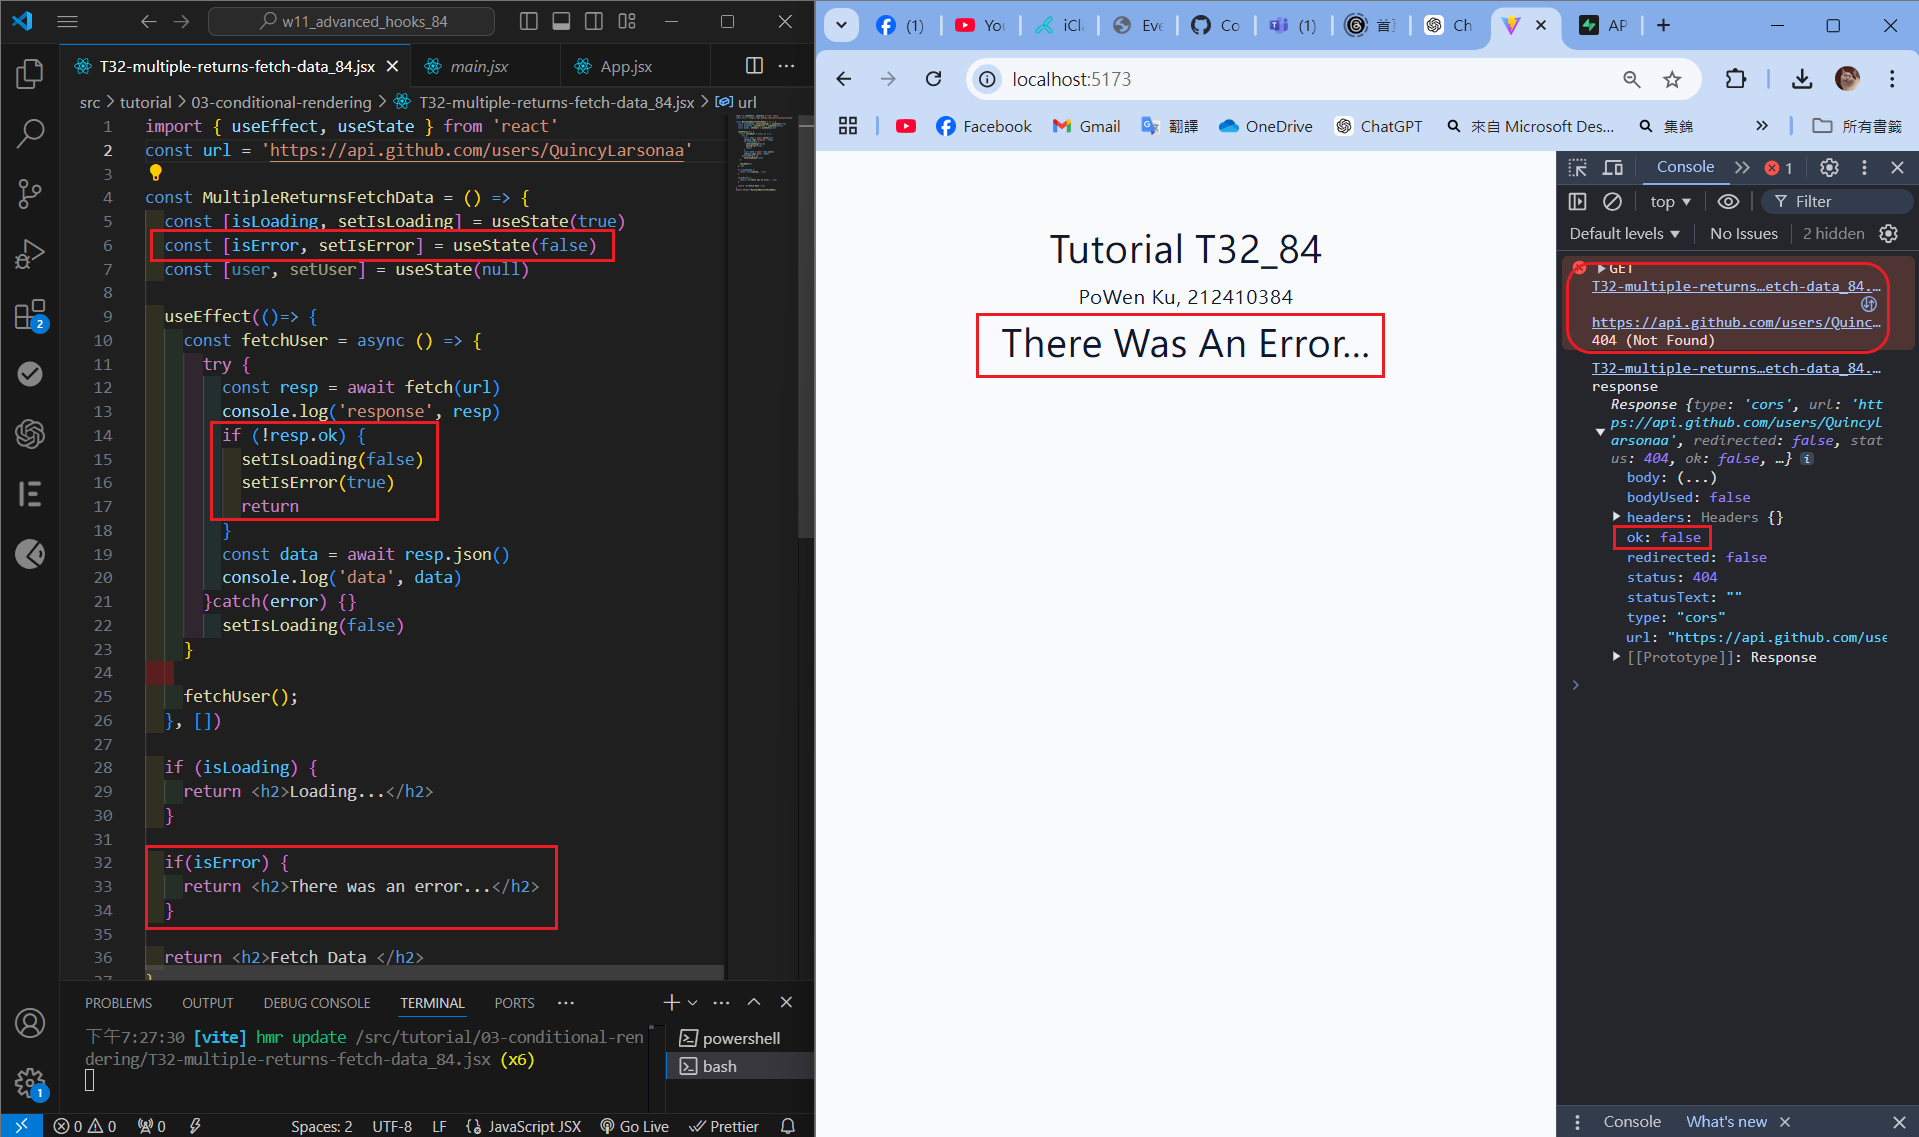 w11_advanced_hooks_84
T32-multiple-returns-fetch-data_84.jsx
main.jsx
App.jsx
src > tutorial > 03-conditional-rendering > T32-multiple-returns-fetch-data_84.jsx > url
1 import { useEffect, useState } from 'react'
2 const url = 'https://api.github.com/users/QuincyLarsonaa'
3
4 const MultipleReturnsFetchData = () => {
5 const [isLoading, setIsLoading] = useState(true)
6 const [isError, setIsError] = useState(false)
7 const [user, setUser] = useState(null)
8
9 useEffect(()=> {
10 const fetchUser = async () => {
11 try {
12 const resp = await fetch(url)
13 console.log('response', resp)
14 if (!resp.ok) {
15 setIsLoading(false)
16 setIsError(true)
17 return
18 }
19 const data = await resp.json()
20 console.log('data', data)
21 }catch(error) {}
22 setIsLoading(false)
23 }
24
25 fetchUser();
26 }, [])
27
28 if (isLoading) {
29 return <h2>Loading...</h2>
30 }
31
32 if(isError) {
33 return <h2>There was an error...</h2>
34 }
35
36 return <h2>Fetch Data </h2>
37 }
PROBLEMS OUTPUT DEBUG CONSOLE TERMINAL PORTS ...
下午7:27:30 [vite] hmr update /src/tutorial/03-conditional-ren
dering/T32-multiple-returns-fetch-data_84.jsx (x6)
powershell
bash
2
1
0 0 0 Spaces: 2 UTF-8 LF JavaScript JSX Go Live Prettier
(1) You iCl Eve Co (1) 首 Ch AP
localhost:5173
Facebook Gmail 翻譯 OneDrive ChatGPT 來自 Microsoft Des... 集錦 » 所有書籤
Tutorial T32_84
PoWen Ku, 212410384
There Was An Error...
Console » 1
top Filter
Default levels No Issues 2 hidden
GET
T32-multiple-returns…etch-data_84.…
https://api.github.com/users/Quinc…
404 (Not Found)
T32-multiple-returns…etch-data_84.…
response
Response {type: 'cors', url: 'htt
ps://api.github.com/users/QuincyL
arsonaa', redirected: false, stat
us: 404, ok: false, …} i
body: (...)
bodyUsed: false
headers: Headers {}
ok: false
redirected: false
status: 404
statusText: ""
type: "cors"
url: "https://api.github.com/use
[[Prototype]]: Response
Console What's new